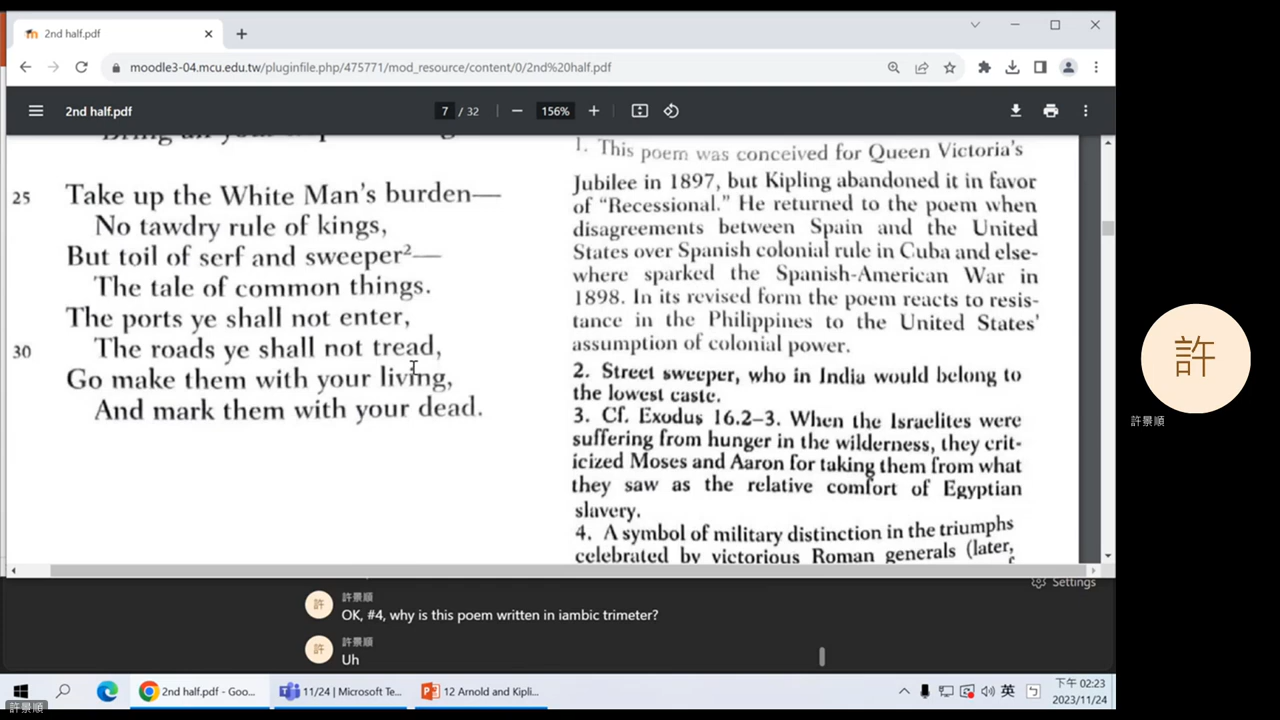 2nd half.pdf
moodle3-04.mcu.edu.tw/pluginfile.php/475771/mod_resource/content/0/2nd%20half.pdf
2nd half.pdf
7 / 32
156%
25 Take up the White Man's burden—
No tawdry rule of kings,
But toil of serf and sweeper²—
The tale of common things.
The ports ye shall not enter,
30 The roads ye shall not tread,
Go make them with your living,
And mark them with your dead.
1. This poem was conceived for Queen Victoria's
Jubilee in 1897, but Kipling abandoned it in favor
of “Recessional.” He returned to the poem when
disagreements between Spain and the United
States over Spanish colonial rule in Cuba and else-
where sparked the Spanish-American War in
1898. In its revised form the poem reacts to resis-
tance in the Philippines to the United States'
assumption of colonial power.
2. Street sweeper, who in India would belong to
the lowest caste.
3. Cf. Exodus 16.2–3. When the Israelites were
suffering from hunger in the wilderness, they crit-
icized Moses and Aaron for taking them from what
they saw as the relative comfort of Egyptian
slavery.
4. A symbol of military distinction in the triumphs
celebrated by victorious Roman generals (later,
許
許景順
Settings
許
許景順
OK, #4, why is this poem written in iambic trimeter?
許
許景順
Uh
2nd half.pdf - Goo...
11/24 | Microsoft Te...
12 Arnold and Kipli...
英
下午 02:23
2023/11/24
許景順